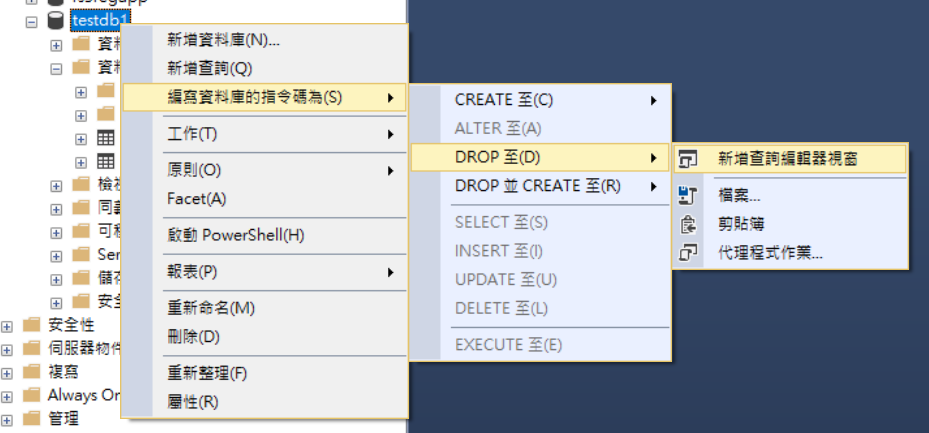 testdb1
新增資料庫(N)...
新增查詢(Q)
編寫資料庫的指令碼為(S)
工作(T)
原則(O)
Facet(A)
啟動 PowerShell(H)
報表(P)
重新命名(M)
刪除(D)
重新整理(F)
屬性(R)
CREATE 至(C)
ALTER 至(A)
DROP 至(D)
DROP 並 CREATE 至(R)
SELECT 至(S)
INSERT 至(I)
UPDATE 至(U)
DELETE 至(L)
EXECUTE 至(E)
新增查詢編輯器視窗
檔案...
剪貼簿
代理程式作業...
資
資
檢
同
可
Ser
儲存
安
安全性
伺服器物件
複寫
Always On
管理